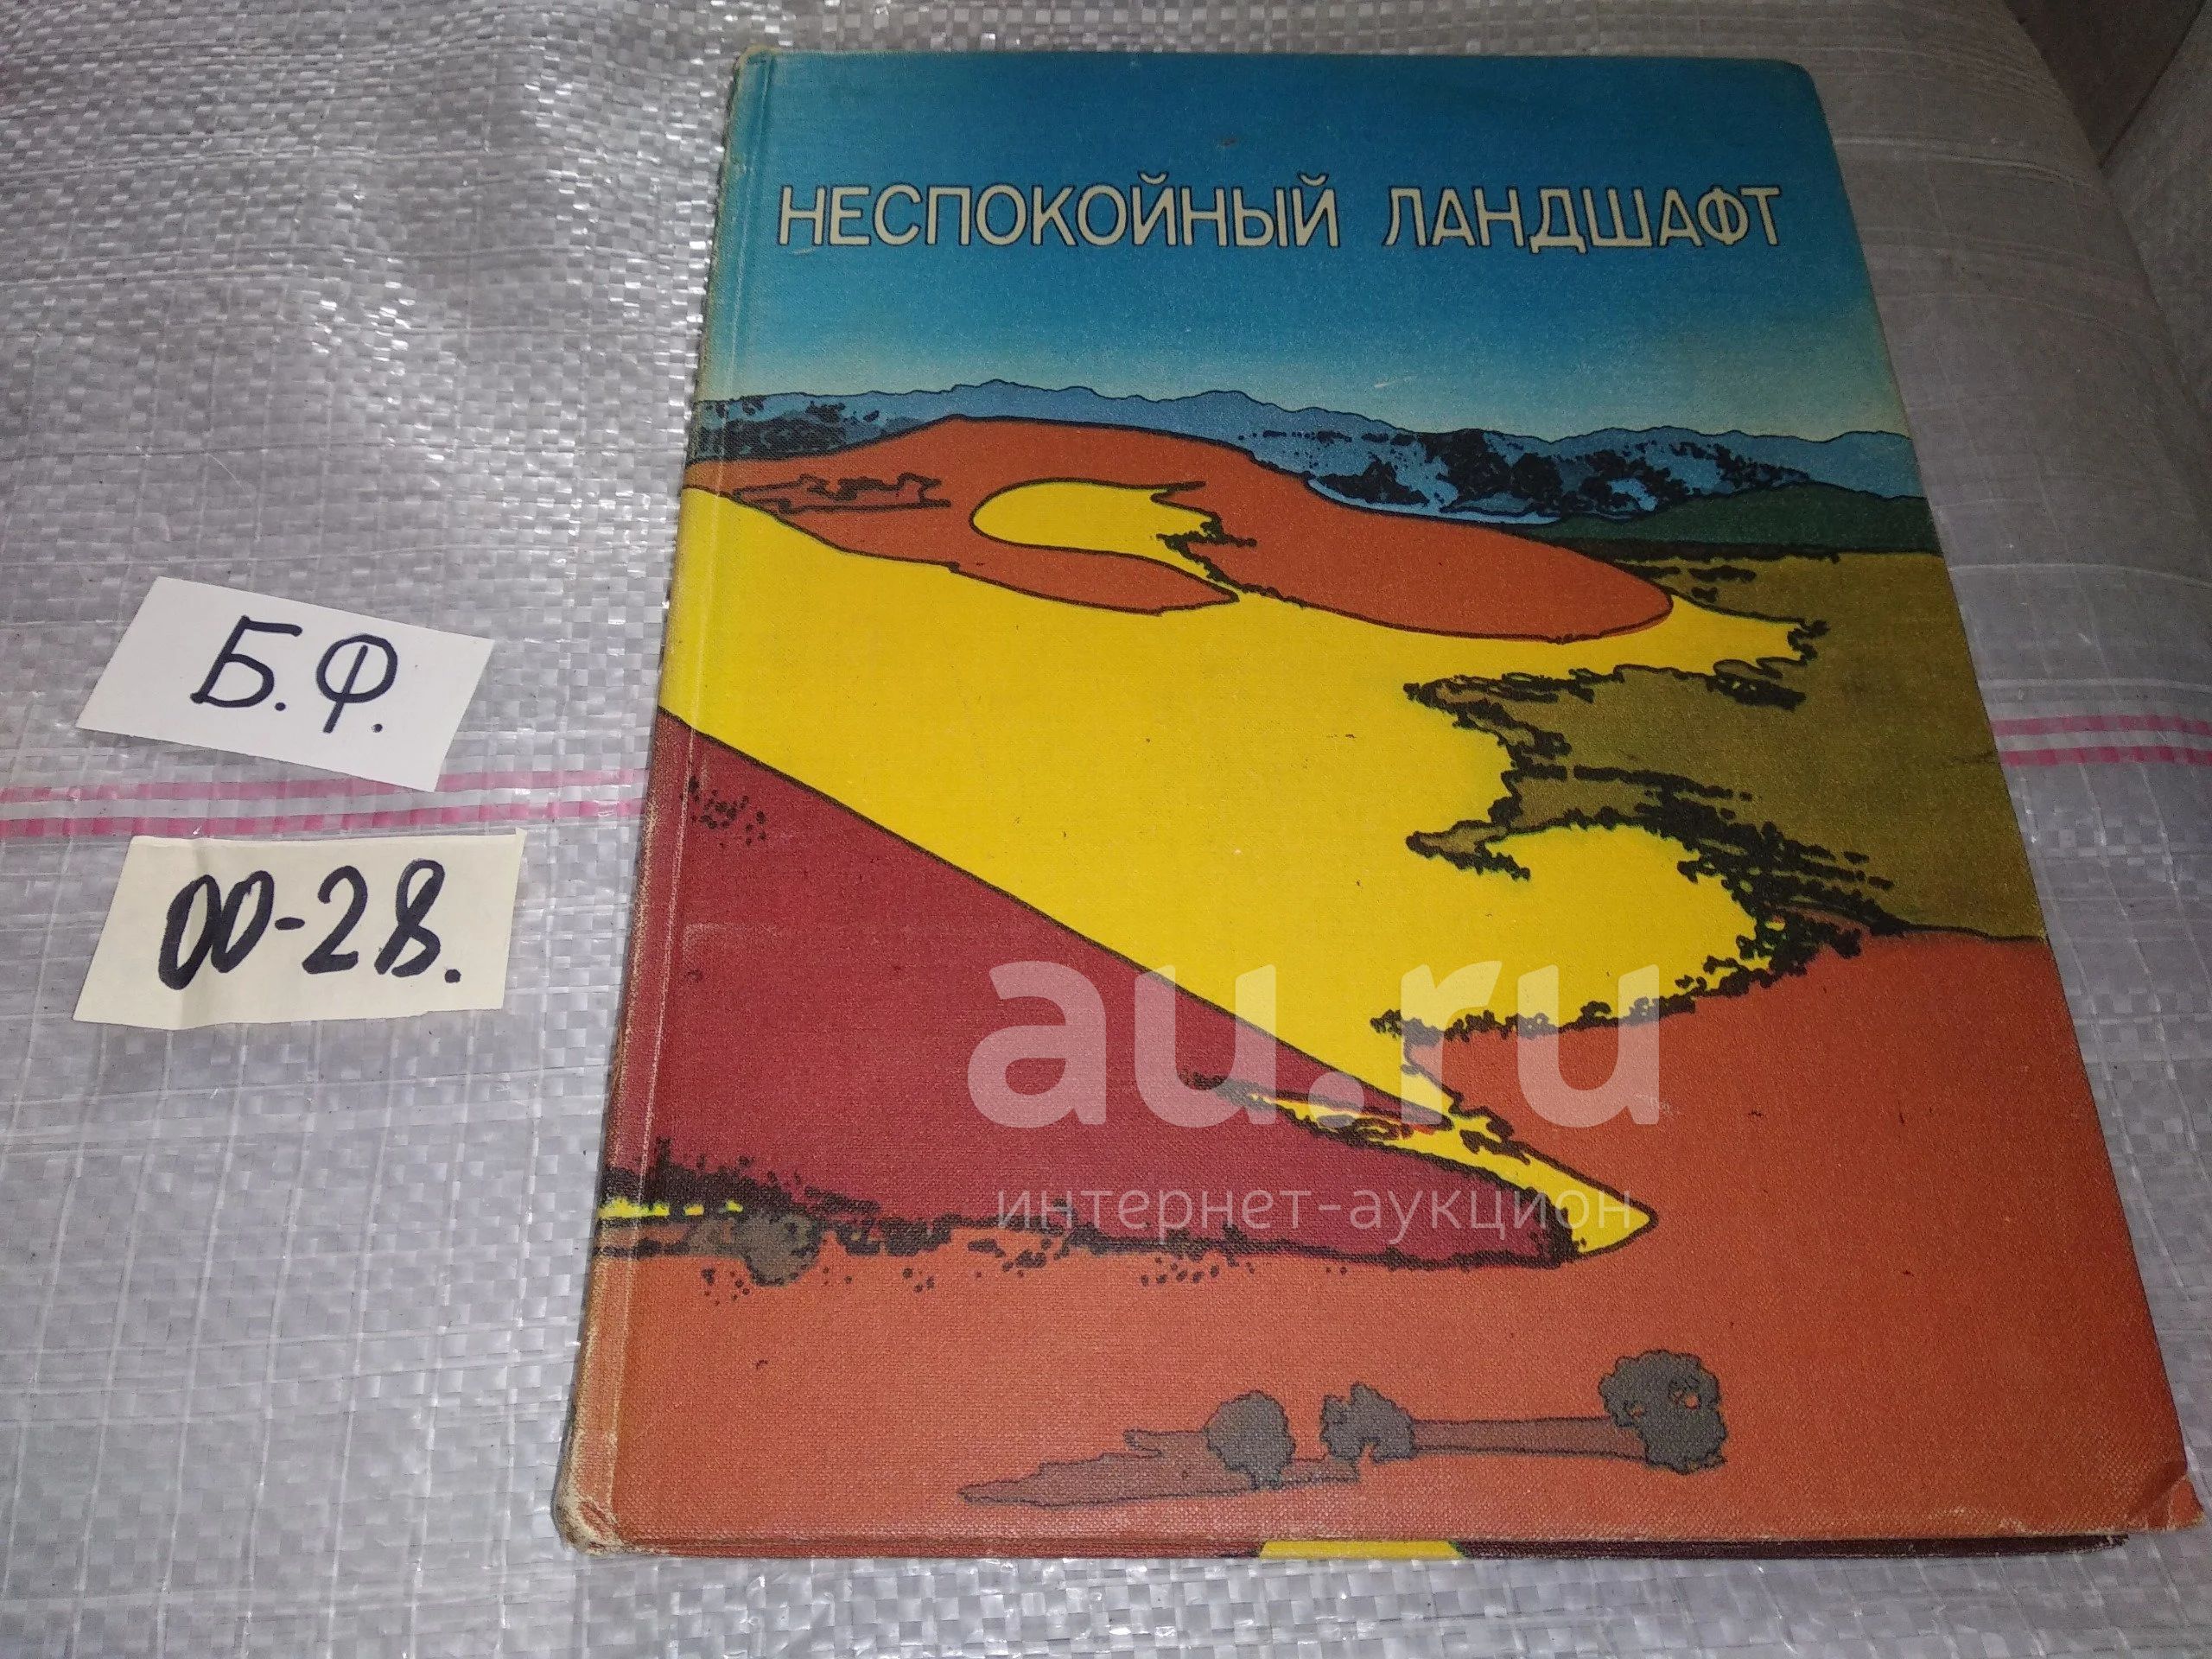 НЕСПОКОЙНЫЙ ЛАНДШАФТ
Б.Ф.
00-28.
au.ru
интернет-аукцион